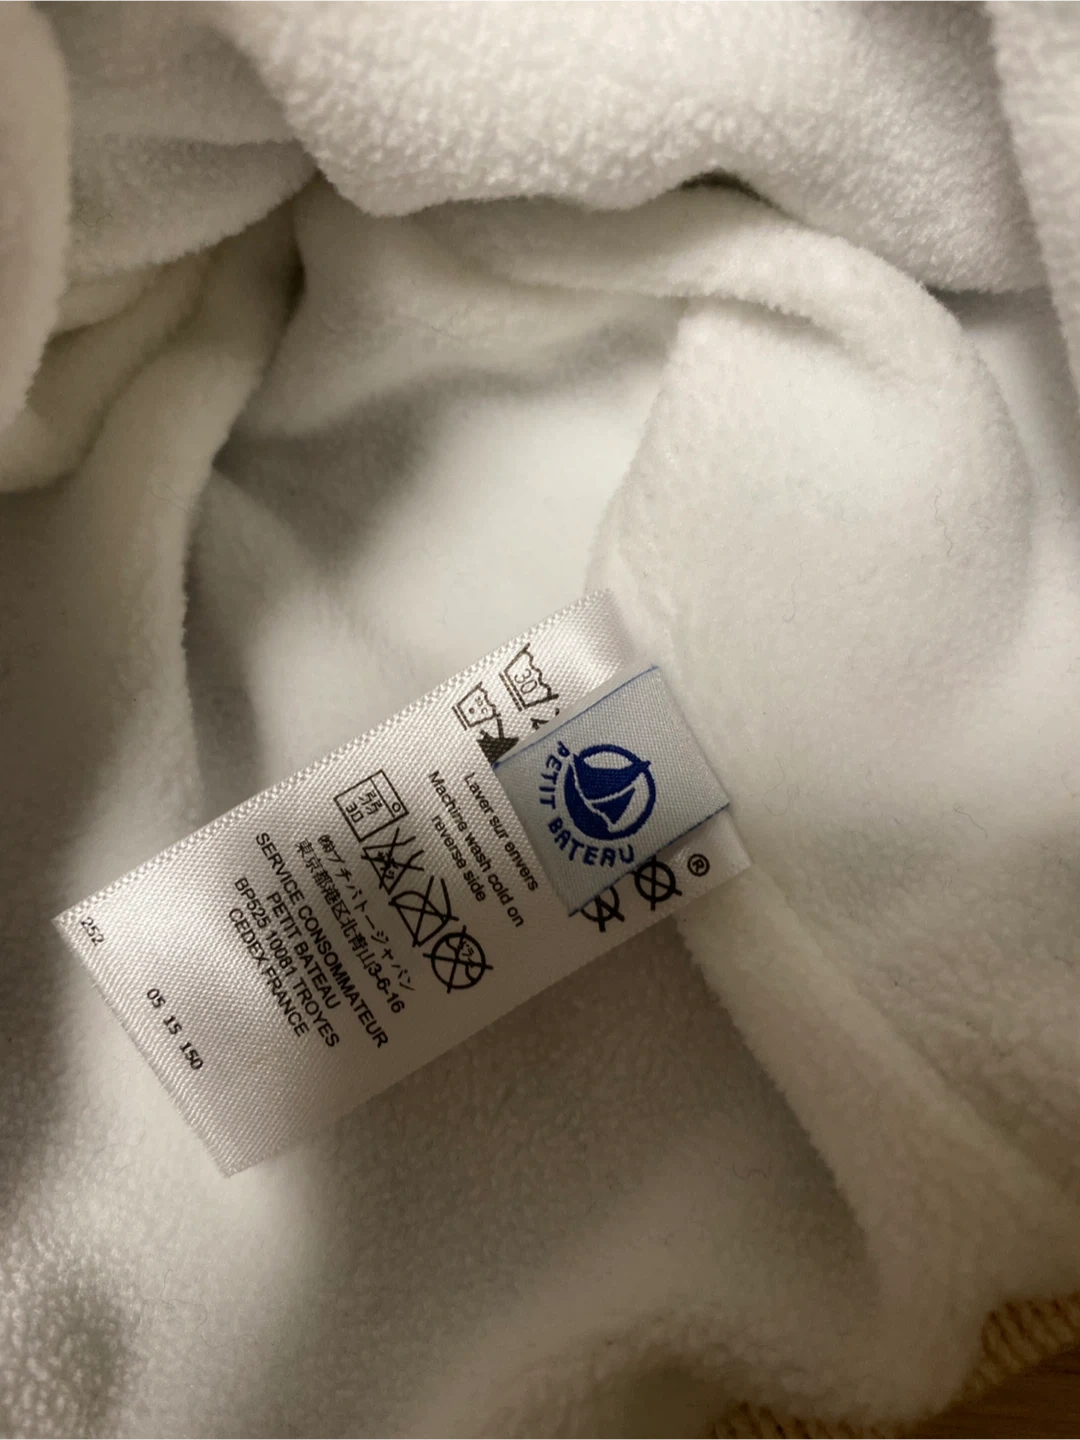 30
PETIT BATEAU
®
Laver sur envers
Machine wash cold on
reverse side
弱
30
㈱プチバトージャパン
東京都港区北青山3-6-16
SERVICE CONSOMMATEUR
PETIT BATEAU
BP525 10081 TROYES
CEDEX FRANCE
252
05 15 150